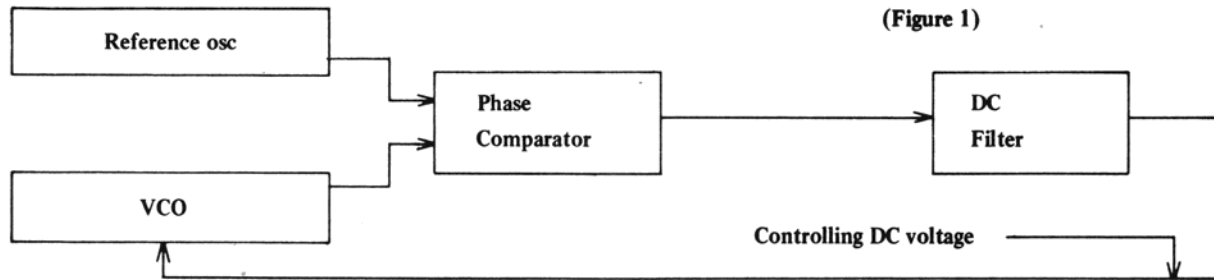 (Figure 1)
Reference osc
Phase
Comparator
DC
Filter
VCO
Controlling DC voltage